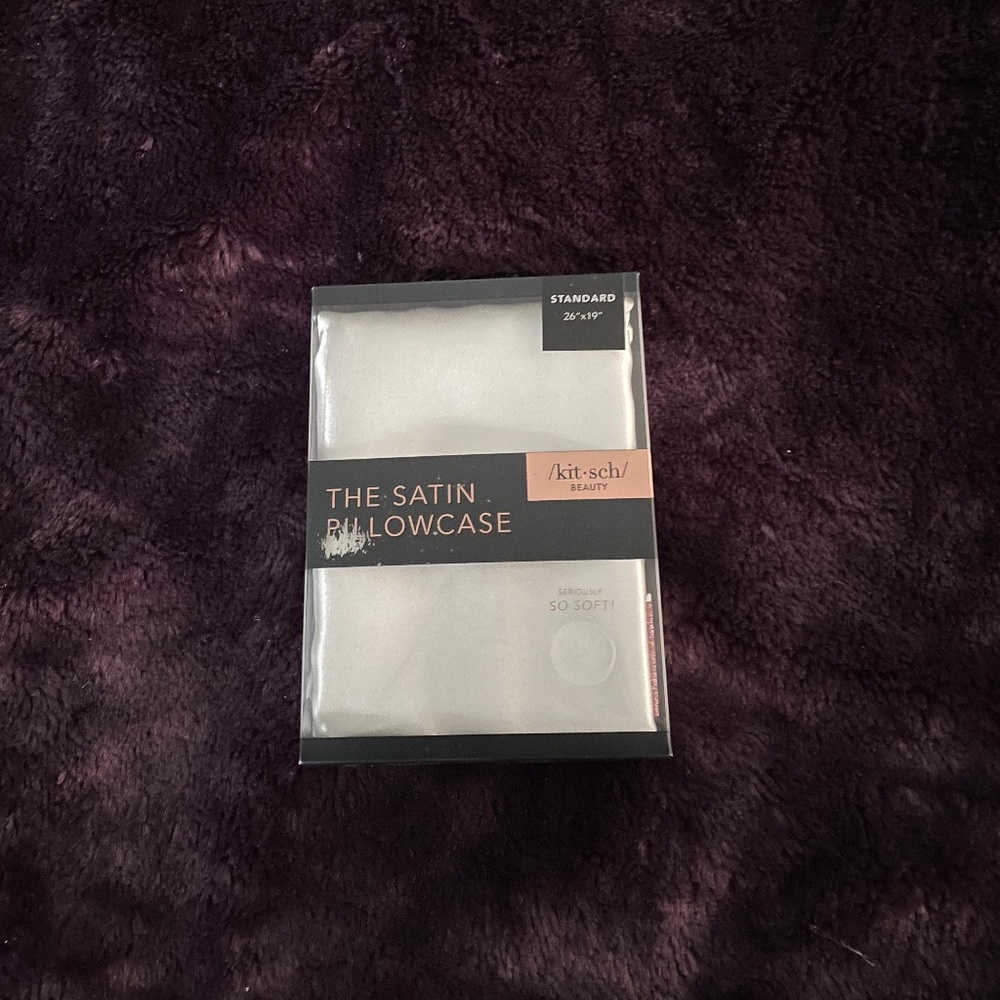 STANDARD
26"x19"
/kit·sch/
BEAUTY
THE SATIN
PILLOWCASE
SERIOUSLY
SO SOFT!